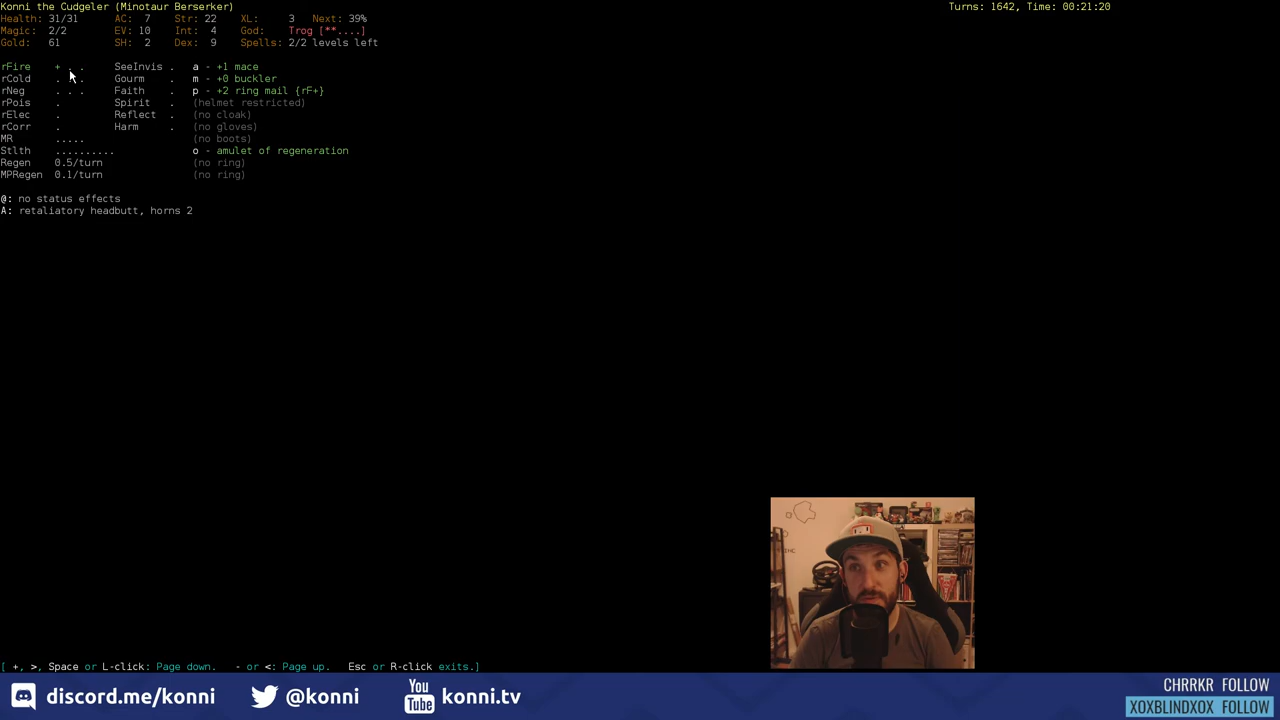 Konni the Cudgeler (Minotaur Berserker) Turns: 1642, Time: 00:21:20
Health: 31/31 AC: 7 Str: 22 XL: 3 Next: 39%
Magic: 2/2 EV: 10 Int: 4 God: Trog [**....]
Gold: 61 SH: 2 Dex: 9 Spells: 2/2 levels left
rFire + . . SeeInvis . a - +1 mace
rCold . . . Gourm . m - +0 buckler
rNeg . . . Faith . p - +2 ring mail {rF+}
rPois . Spirit . (helmet restricted)
rElec . Reflect . (no cloak)
rCorr . Harm . (no gloves)
MR ..... (no boots)
Stlth .......... o - amulet of regeneration
Regen 0.5/turn (no ring)
MPRegen 0.1/turn (no ring)
@: no status effects
A: retaliatory headbutt, horns 2
[ +, >, Space or L-click: Page down. - or <: Page up. Esc or R-click exits.]
discord.me/konni @konni You Tube konni.tv
CHRRKR FOLLOW
XOXBLINDXOX FOLLOW